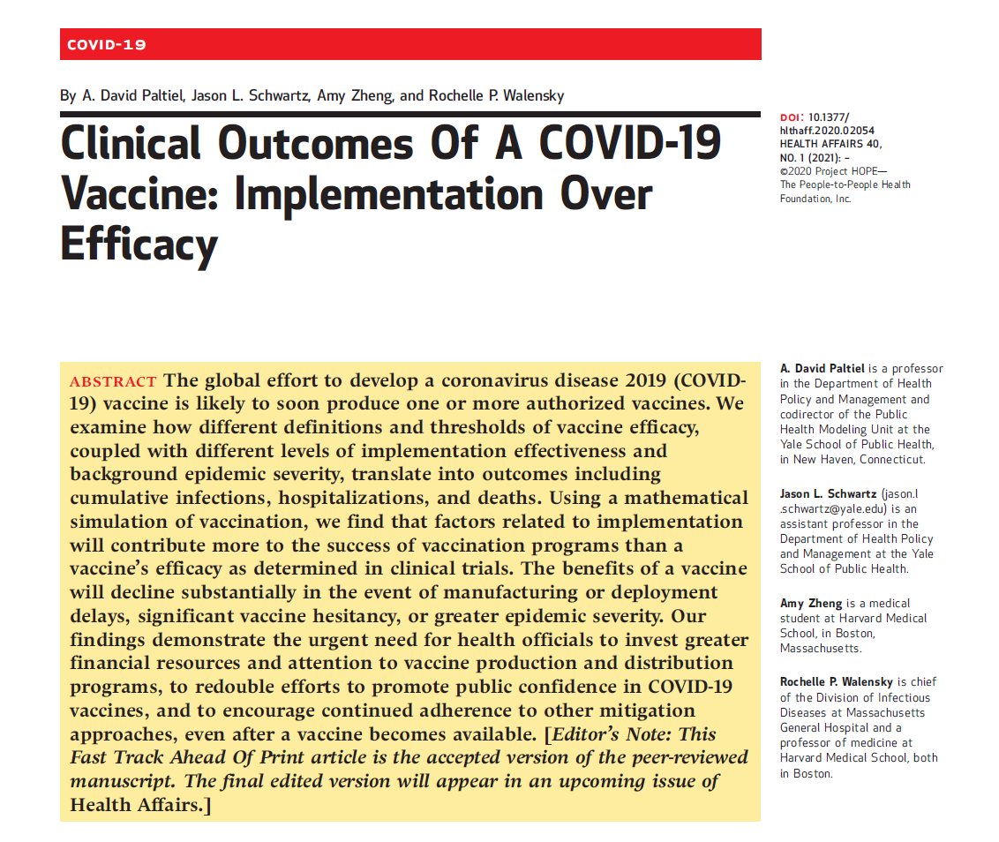 COVID-19
By A. David Paltiel, Jason L. Schwartz, Amy Zheng, and Rochelle P. Walensky
Clinical Outcomes Of A COVID-19
Vaccine: Implementation Over
Efficacy
DOI: 10.1377/
hlthaff.2020.02054
HEALTH AFFAIRS 40,
NO. 1 (2021): –
©2020 Project HOPE—
The People-to-People Health
Foundation, Inc.
ABSTRACT The global effort to develop a coronavirus disease 2019 (COVID-
19) vaccine is likely to soon produce one or more authorized vaccines. We
examine how different definitions and thresholds of vaccine efficacy,
coupled with different levels of implementation effectiveness and
background epidemic severity, translate into outcomes including
cumulative infections, hospitalizations, and deaths. Using a mathematical
simulation of vaccination, we find that factors related to implementation
will contribute more to the success of vaccination programs than a
vaccine’s efficacy as determined in clinical trials. The benefits of a vaccine
will decline substantially in the event of manufacturing or deployment
delays, significant vaccine hesitancy, or greater epidemic severity. Our
findings demonstrate the urgent need for health officials to invest greater
financial resources and attention to vaccine production and distribution
programs, to redouble efforts to promote public confidence in COVID-19
vaccines, and to encourage continued adherence to other mitigation
approaches, even after a vaccine becomes available. [Editor’s Note: This
Fast Track Ahead Of Print article is the accepted version of the peer-reviewed
manuscript. The final edited version will appear in an upcoming issue of
Health Affairs.]
A. David Paltiel is a professor
in the Department of Health
Policy and Management and
codirector of the Public
Health Modeling Unit at the
Yale School of Public Health,
in New Haven, Connecticut.
Jason L. Schwartz (jason.l
.schwartz@yale.edu) is an
assistant professor in the
Department of Health Policy
and Management at the Yale
School of Public Health.
Amy Zheng is a medical
student at Harvard Medical
School, in Boston,
Massachusetts.
Rochelle P. Walensky is chief
of the Division of Infectious
Diseases at Massachusetts
General Hospital and a
professor of medicine at
Harvard Medical School, both
in Boston.